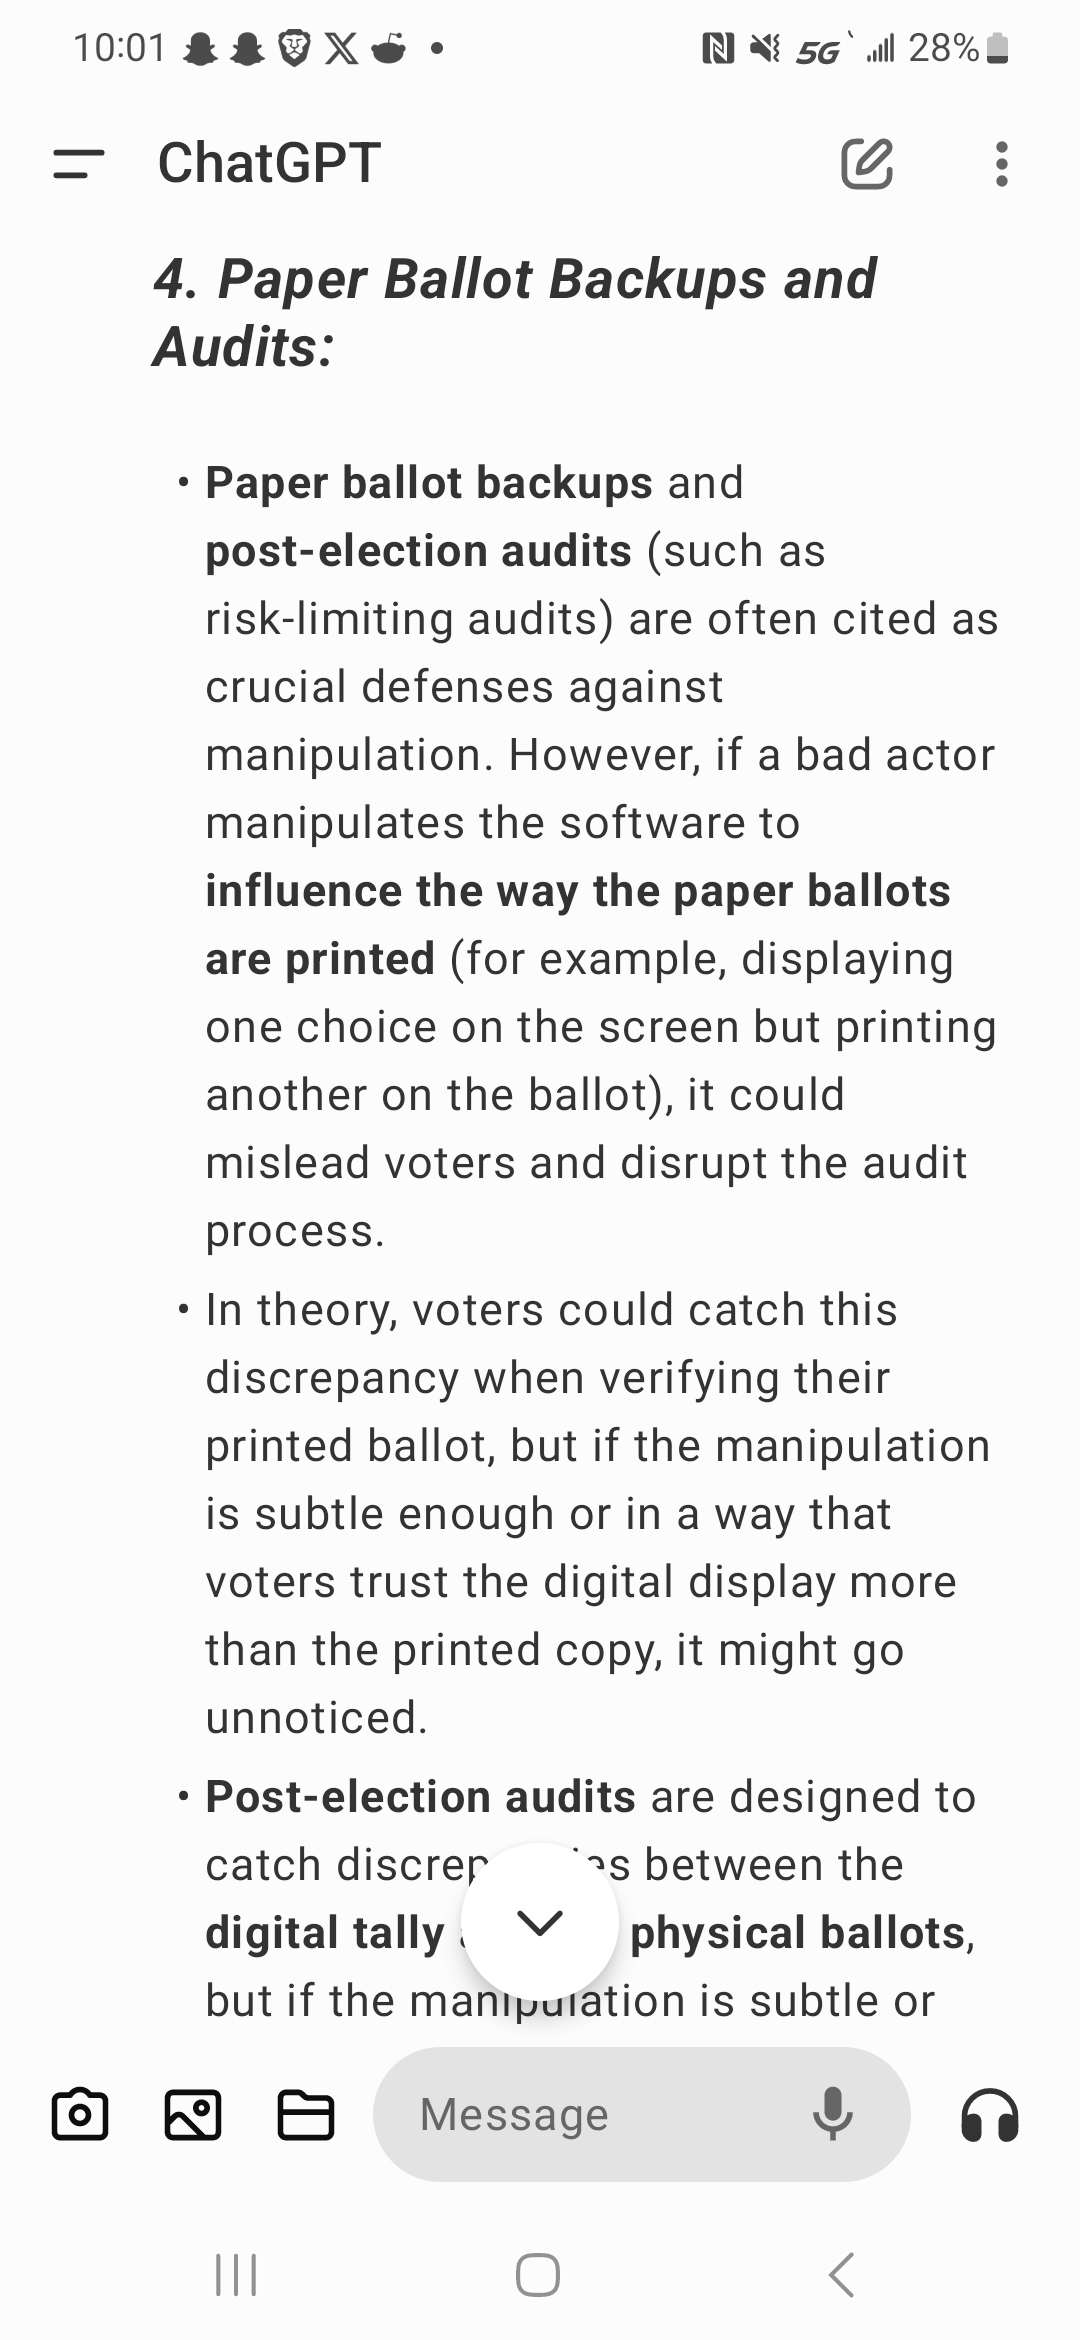 10:01 5G 28%
ChatGPT
4. Paper Ballot Backups and
Audits:
• Paper ballot backups and
post-election audits (such as
risk-limiting audits) are often cited as
crucial defenses against
manipulation. However, if a bad actor
manipulates the software to
influence the way the paper ballots
are printed (for example, displaying
one choice on the screen but printing
another on the ballot), it could
mislead voters and disrupt the audit
process.
• In theory, voters could catch this
discrepancy when verifying their
printed ballot, but if the manipulation
is subtle enough or in a way that
voters trust the digital display more
than the printed copy, it might go
unnoticed.
• Post-election audits are designed to
catch between the
digital tally physical ballots,
but if the manipulation is subtle or
Message